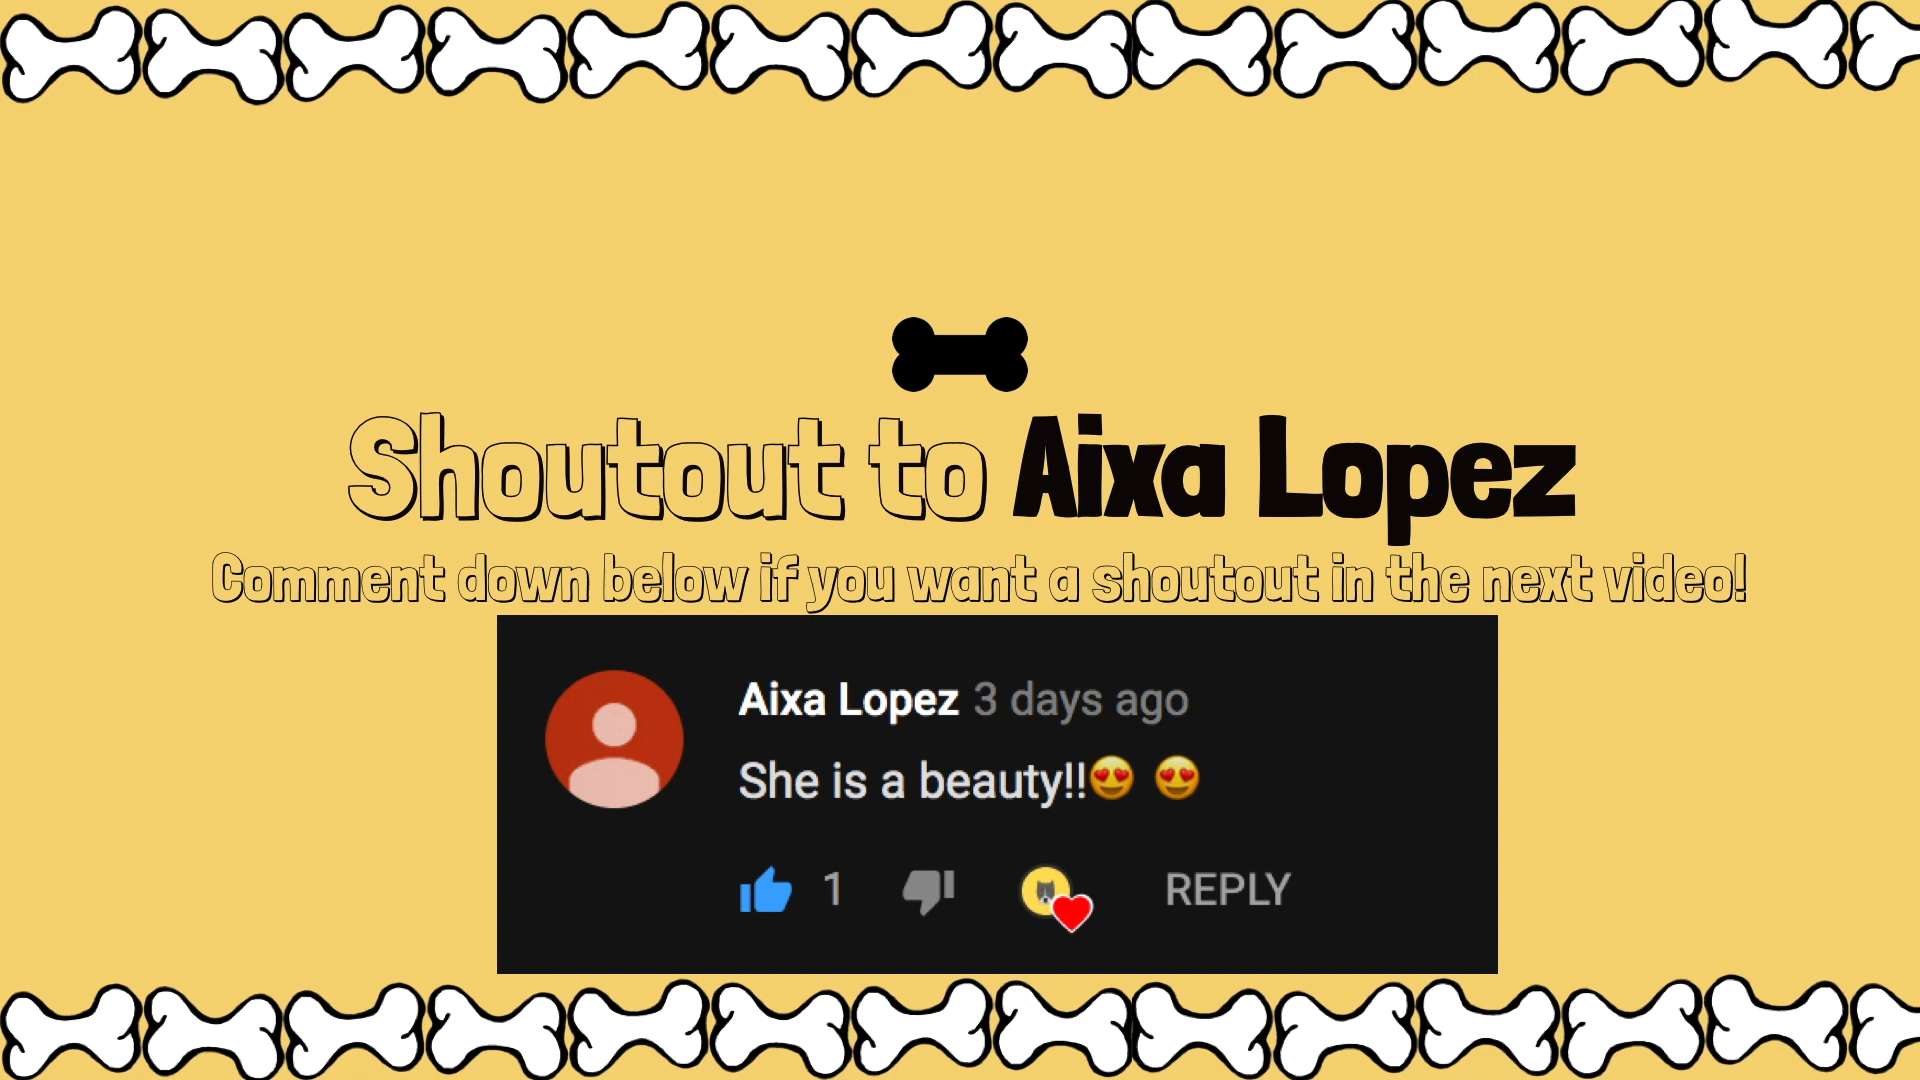 Shoutout to Aixa Lopez
Comment down below if you want a shoutout in the next video!
Aixa Lopez 3 days ago
She is a beauty!!😍 😍
1 REPLY